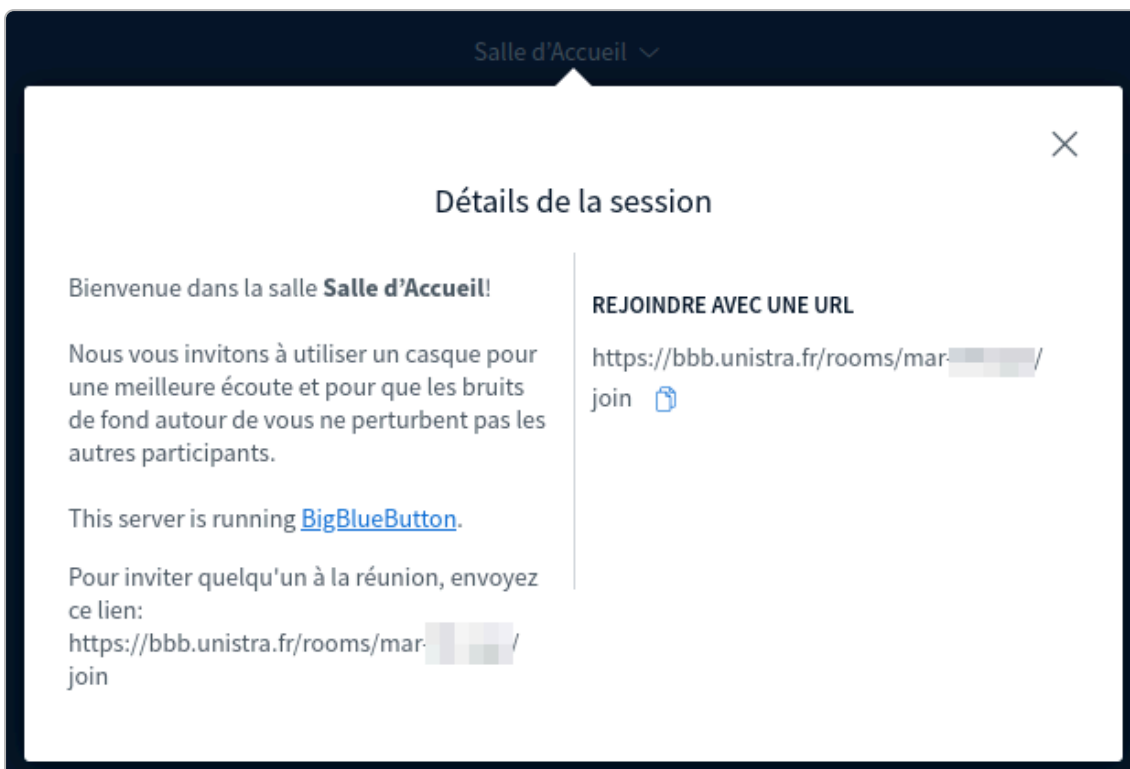 Salle d'Accueil
Détails de la session
Bienvenue dans la salle Salle d’Accueil!
Nous vous invitons à utiliser un casque pour
une meilleure écoute et pour que les bruits
de fond autour de vous ne perturbent pas les
autres participants.
This server is running BigBlueButton.
Pour inviter quelqu'un à la réunion, envoyez
ce lien:
https://bbb.unistra.fr/rooms/mar- /
join
REJOINDRE AVEC UNE URL
https://bbb.unistra.fr/rooms/mar- /
join